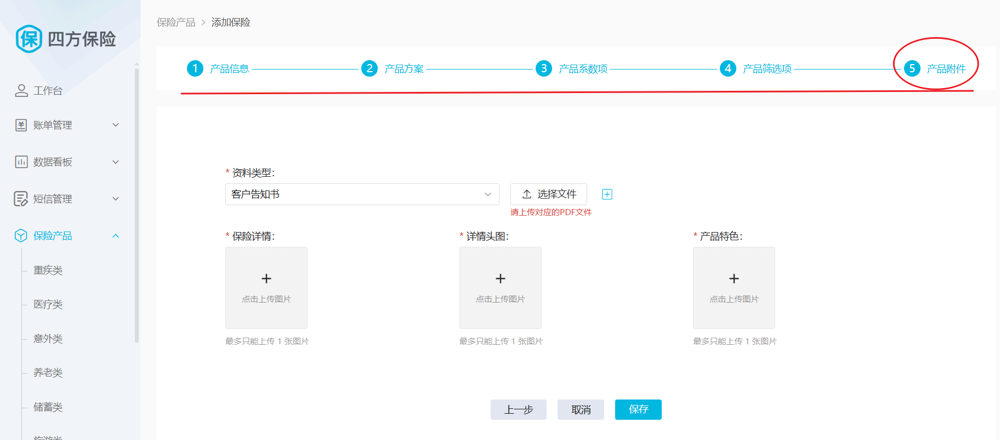 保 四方保险
工作台
账单管理
数据看板
短信管理
保险产品
重疾类
医疗类
意外类
养老类
储蓄类
旅游类
保险产品 > 添加保险
1 产品信息 2 产品方案 3 产品系数项 4 产品筛选项 5 产品附件
* 资料类型:
客户告知书 选择文件
请上传对应的PDF文件
* 保险详情: * 详情头图: * 产品特色:
点击上传图片 点击上传图片 点击上传图片
最多只能上传 1 张图片 最多只能上传 1 张图片 最多只能上传 1 张图片
上一步 取消 保存